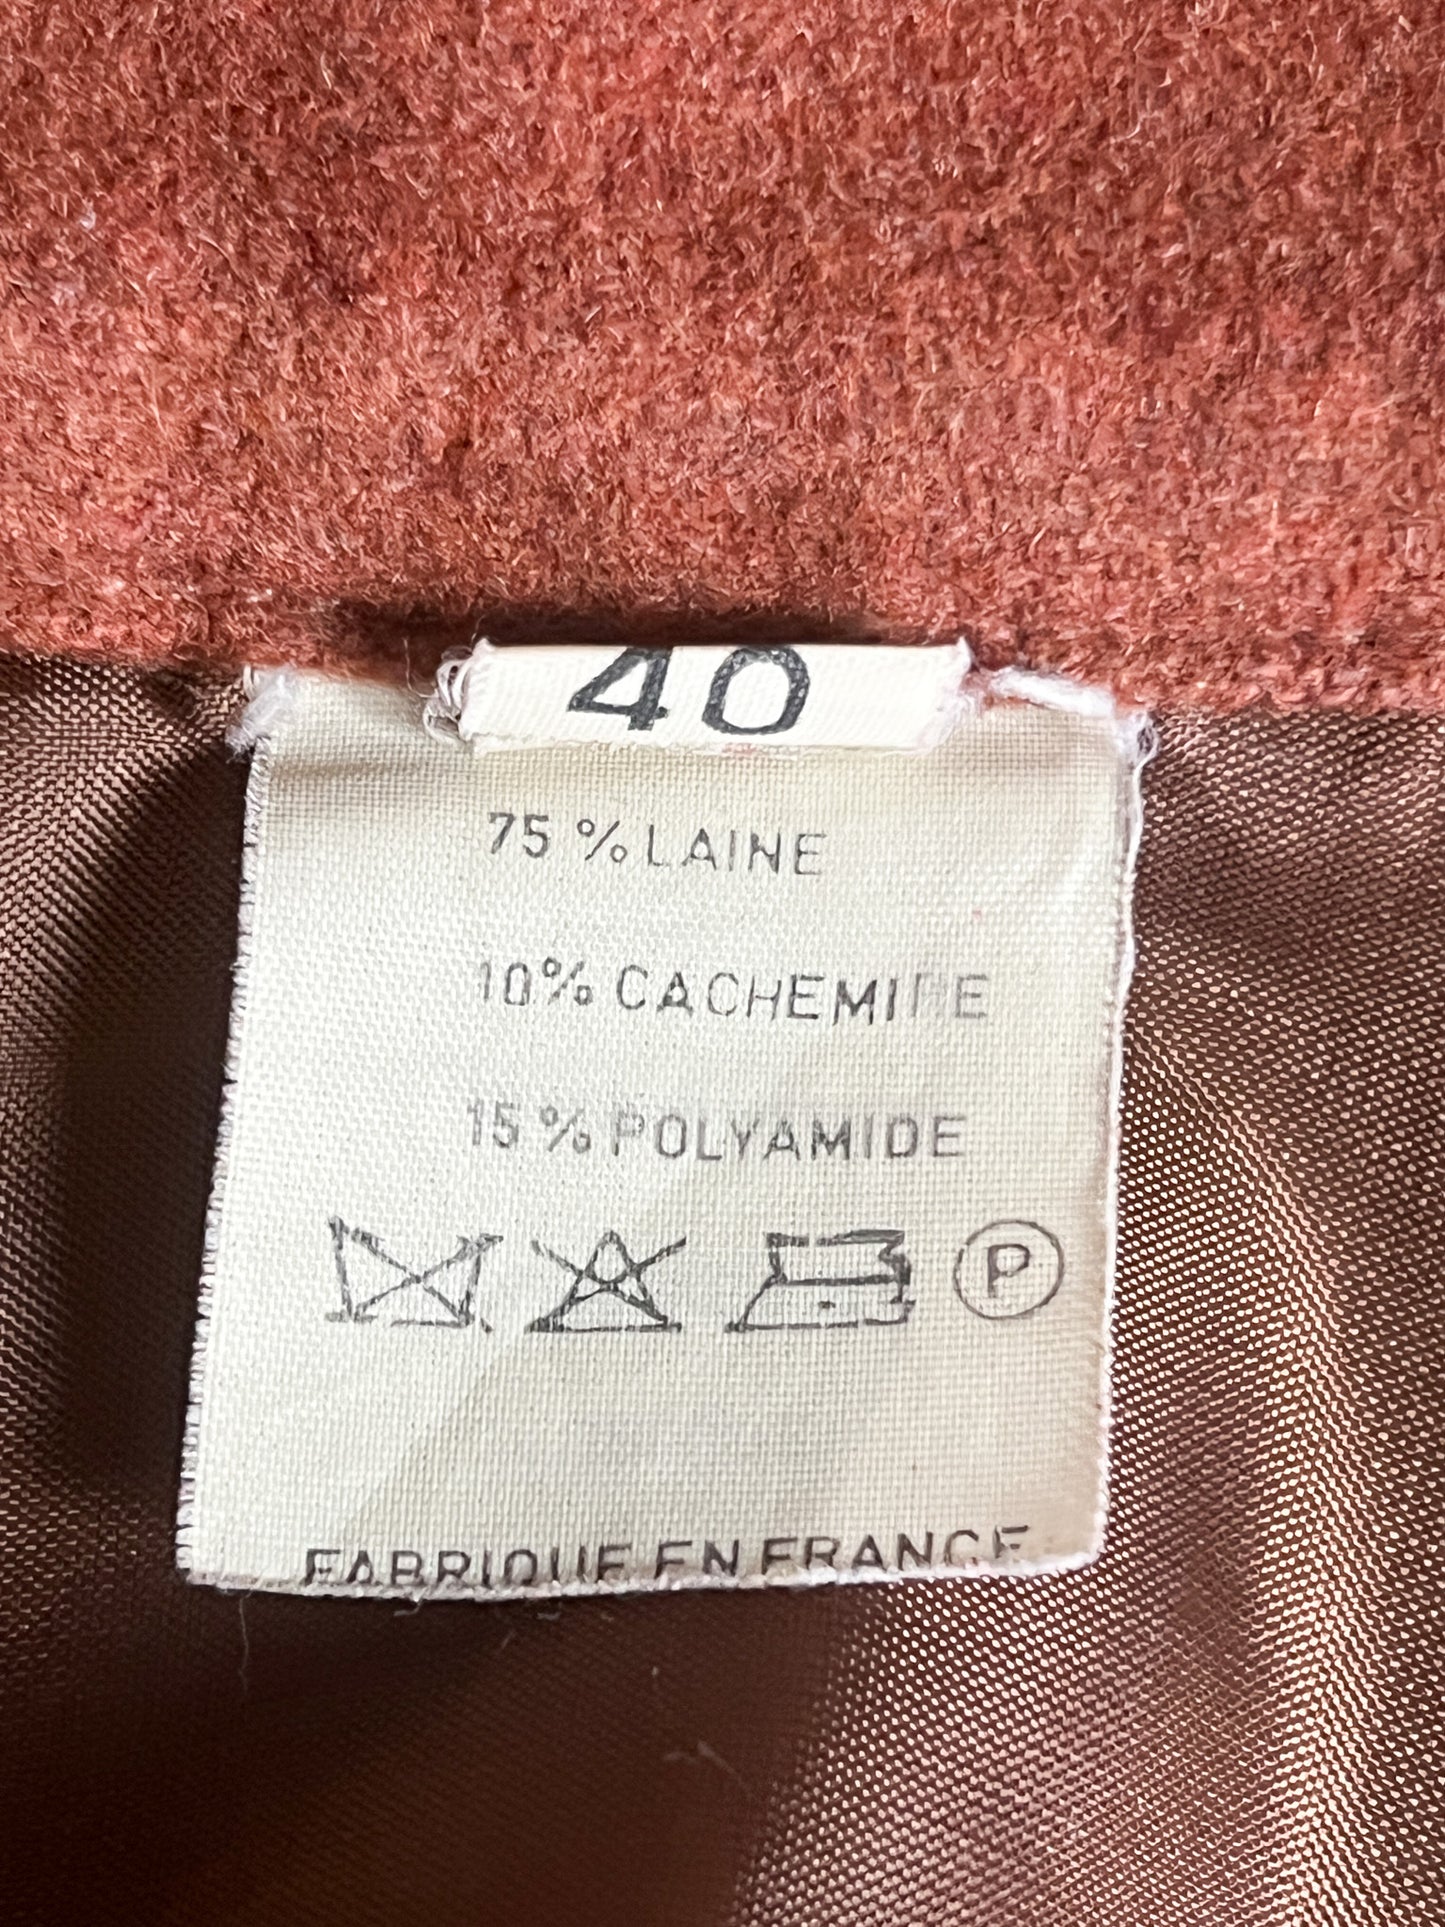 40
75 % LAINE
10% CACHEMIRE
15 % POLYAMIDE
P
FABRIQUE EN FRANCE